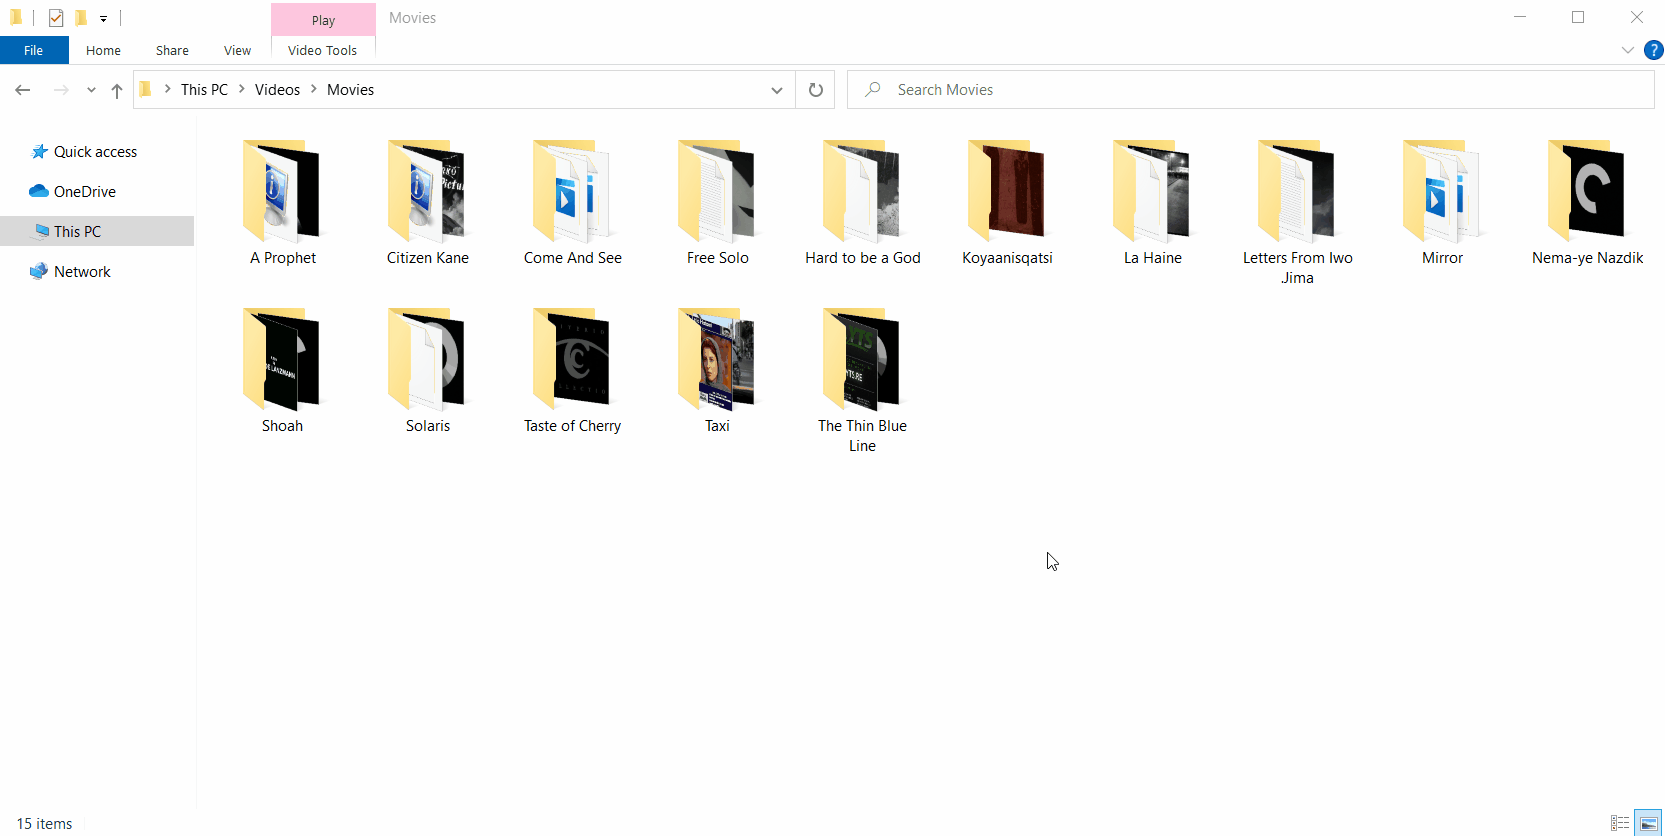 Play
Movies
File
Home
Share
View
Video Tools
This PC
Videos
Movies
Search Movies
Quick access
OneDrive
This PC
Network
A Prophet
Citizen Kane
Come And See
Free Solo
Hard to be a God
Koyaanisqatsi
La Haine
Letters From Iwo
Jima
Mirror
Nema-ye Nazdik
Shoah
Solaris
Taste of Cherry
Taxi
The Thin Blue
Line
15 items